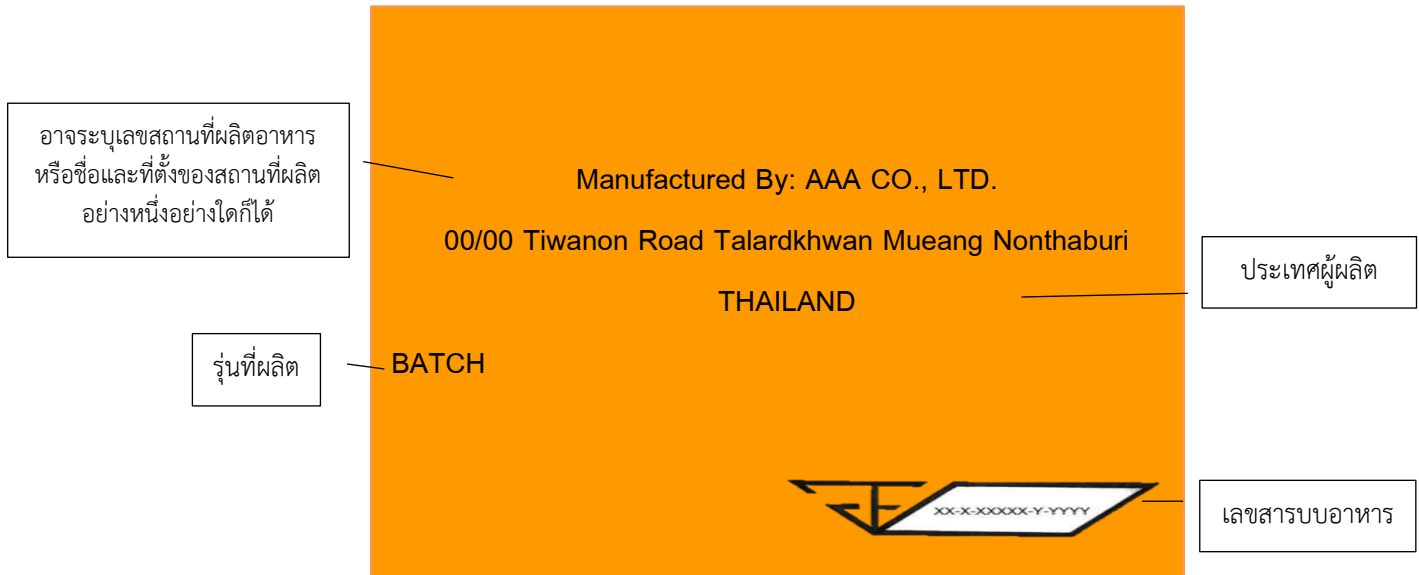 อาจระบุเลขสถานที่ผลิตอาหาร
หรือชื่อและที่ตั้งของสถานที่ผลิต
อย่างหนึ่งอย่างใดก็ได้
Manufactured By: AAA CO., LTD.
00/00 Tiwanon Road Talardkhwan Mueang Nonthaburi
THAILAND
ประเทศผู้ผลิต
รุ่นที่ผลิต
BATCH
XX-X-XXXXX-Y-YYYY
เลขสารบบอาหาร